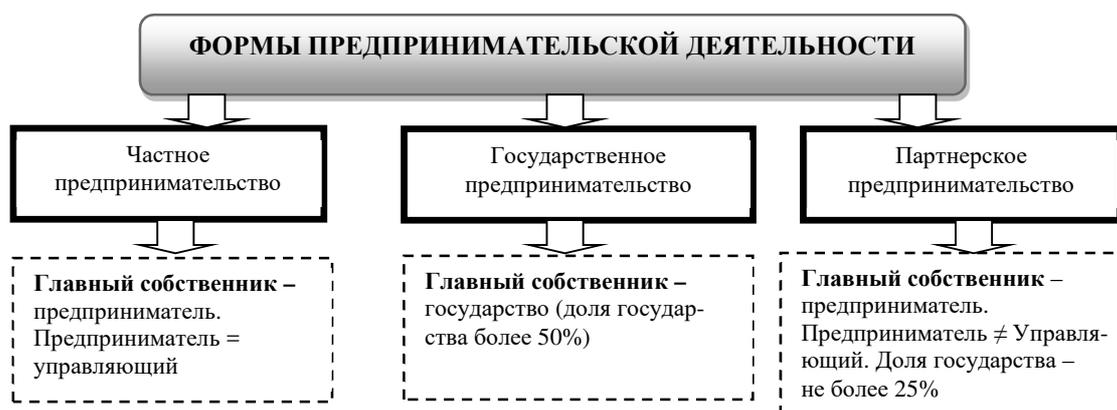 ФОРМЫ ПРЕДПРИНИМАТЕЛЬСКОЙ ДЕЯТЕЛЬНОСТИ
Частное
предпринимательство
Государственное
предпринимательство
Партнерское
предпринимательство
Главный собственник –
предприниматель.
Предприниматель =
управляющий
Главный собственник –
государство (доля государ-
ства более 50%)
Главный собственник –
предприниматель.
Предприниматель ≠ Управля-
ющий. Доля государства –
не более 25%